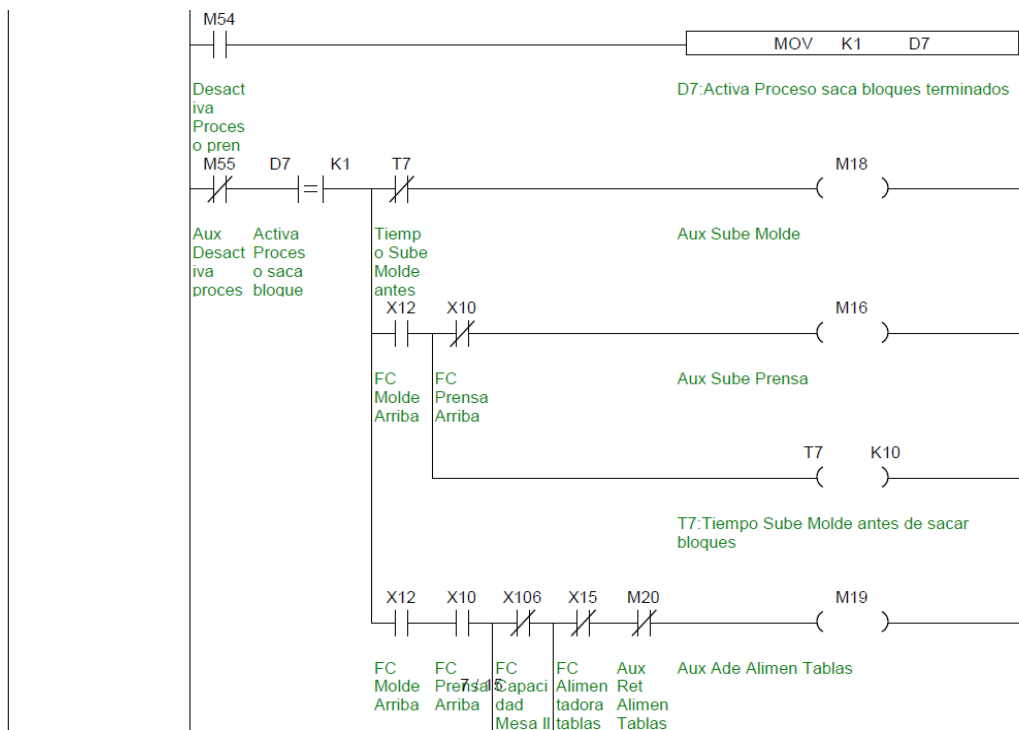 M54
MOV K1 D7
Desact
iva
Proces
o pren
D7:Activa Proceso saca bloques terminados
M55 D7 K1 T7 M18
Aux
Desact
iva
proces
Activa
Proces
o saca
bloque
Tiemp
o Sube
Molde
antes
Aux Sube Molde
X12 X10 M16
FC
Molde
Arriba
FC
Prensa
Arriba
Aux Sube Prensa
T7 K10
T7:Tiempo Sube Molde antes de sacar
bloques
X12 X10 X106 X15 M20 M19
FC
Molde
Arriba
FC
Prensa
Arriba
FC
Capaci
dad
Mesa II
FC
Alimen
tadora
tablas
Aux
Ret
Alimen
Tablas
Aux Ade Alimen Tablas
7 / 15